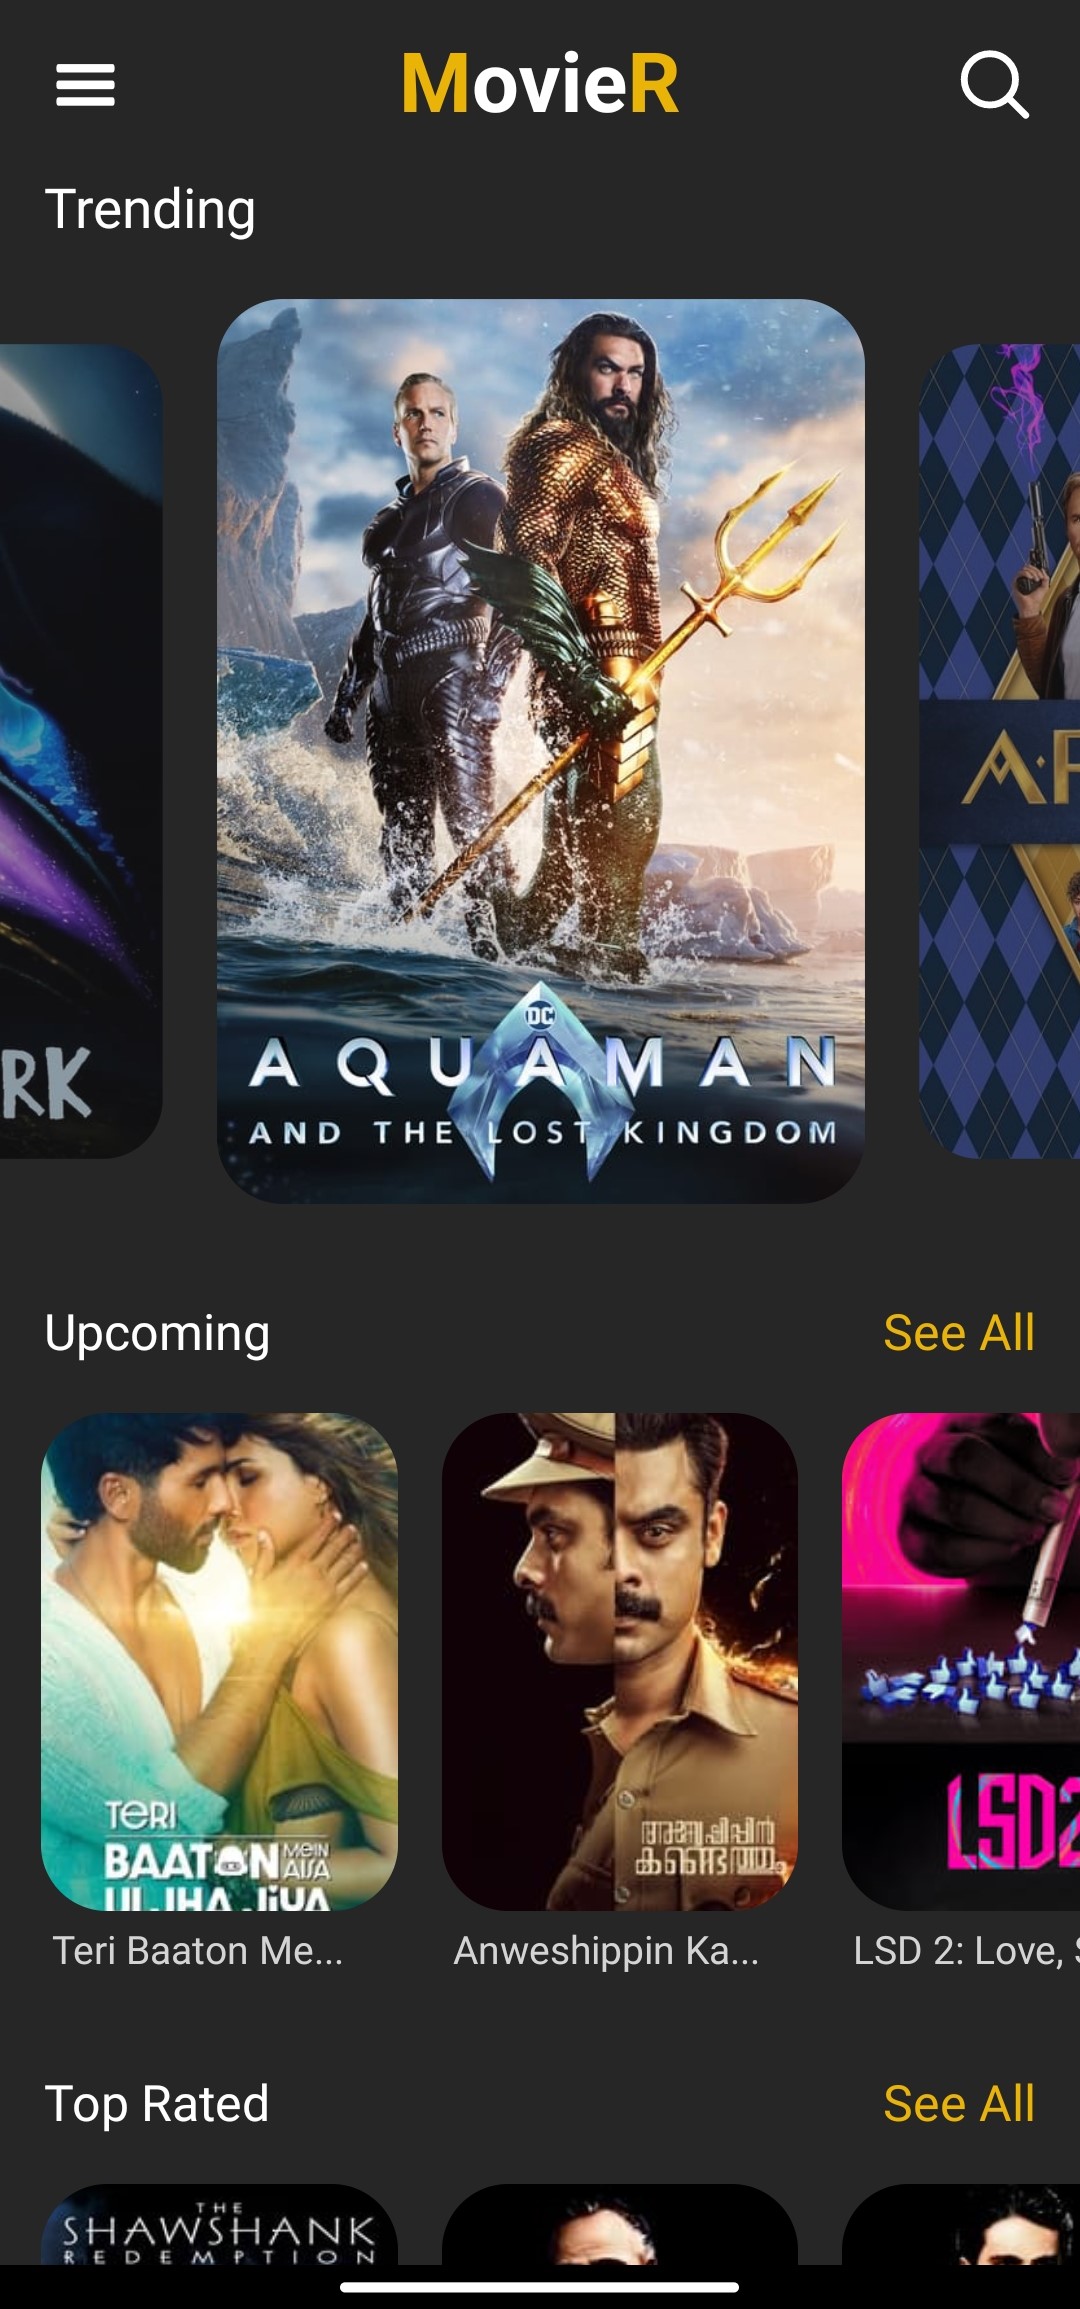 MovieR
Trending
RK
DC
AQUAMAN
AND THE LOST KINGDOM
A·
Upcoming
See All
TERI
BAATON MEIN AISA
ULJHA JIYA
അന്വേഷിപ്പിൻ
കണ്ടെത്തും
LSD2
Teri Baaton Me...
Anweshippin Ka...
LSD 2: Love,
Top Rated
See All
THE
SHAWSHANK
REDEMPTION